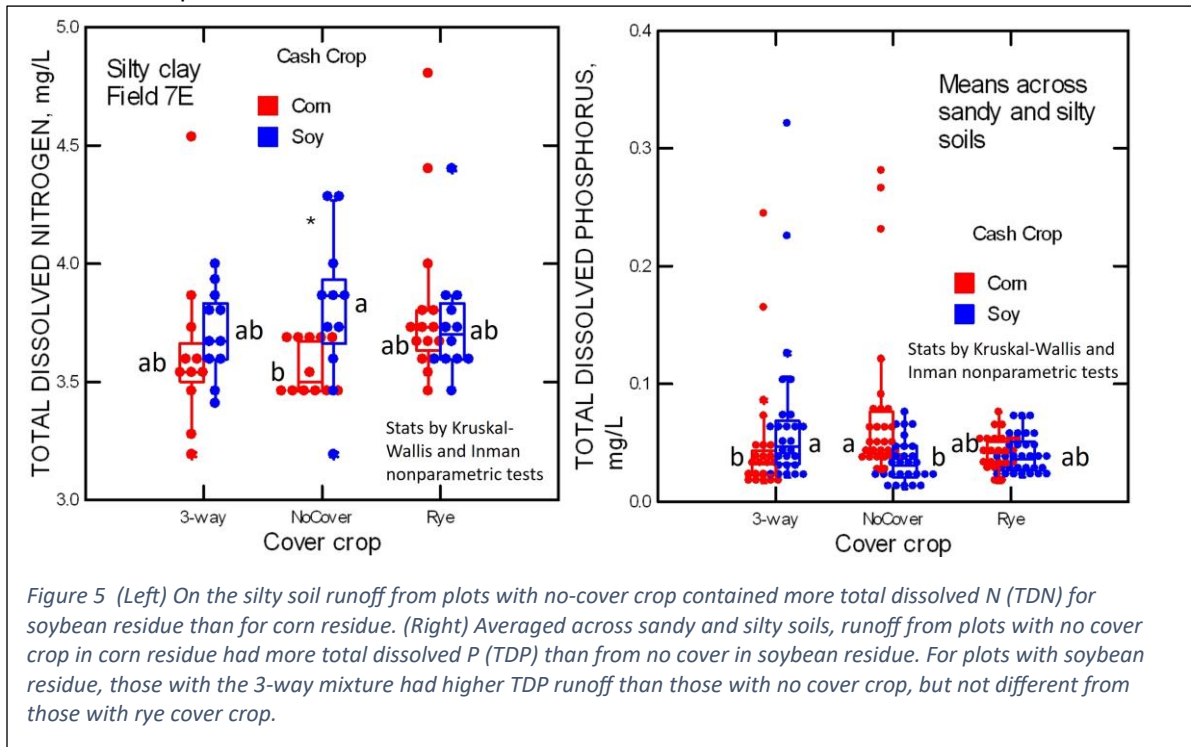 5.0
4.5
4.0
3.5
3.0
TOTAL DISSOLVED NITROGEN, mg/L
Silty clay
Field 7E
Cash Crop
Corn
Soy
*
ab
ab
b
a
ab
ab
Stats by Kruskal-
Wallis and Inman
nonparametric tests
3-way NoCover Rye
Cover crop
0.4
0.3
0.2
0.1
0.0
TOTAL DISSOLVED PHOSPHORUS,
mg/L
Means across
sandy and silty
soils
Cash Crop
Corn
Soy
Stats by Kruskal-Wallis and
Inman nonparametric tests
b
a
a
b
ab
ab
3-way NoCover Rye
Cover crop
Figure 5 (Left) On the silty soil runoff from plots with no-cover crop contained more total dissolved N (TDN) for
soybean residue than for corn residue. (Right) Averaged across sandy and silty soils, runoff from plots with no cover
crop in corn residue had more total dissolved P (TDP) than from no cover in soybean residue. For plots with soybean
residue, those with the 3-way mixture had higher TDP runoff than those with no cover crop, but not different from
those with rye cover crop.